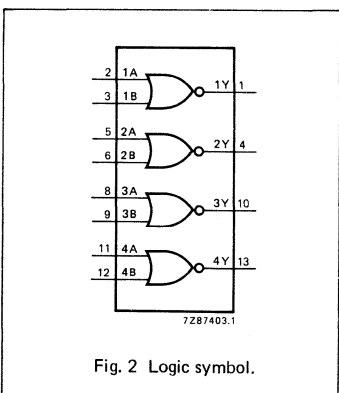 2 1A
1Y 1
3 1B
5 2A
2Y 4
6 2B
8 3A
3Y 10
9 3B
11 4A
4Y 13
12 4B
7Z87403.1
Fig. 2 Logic symbol.